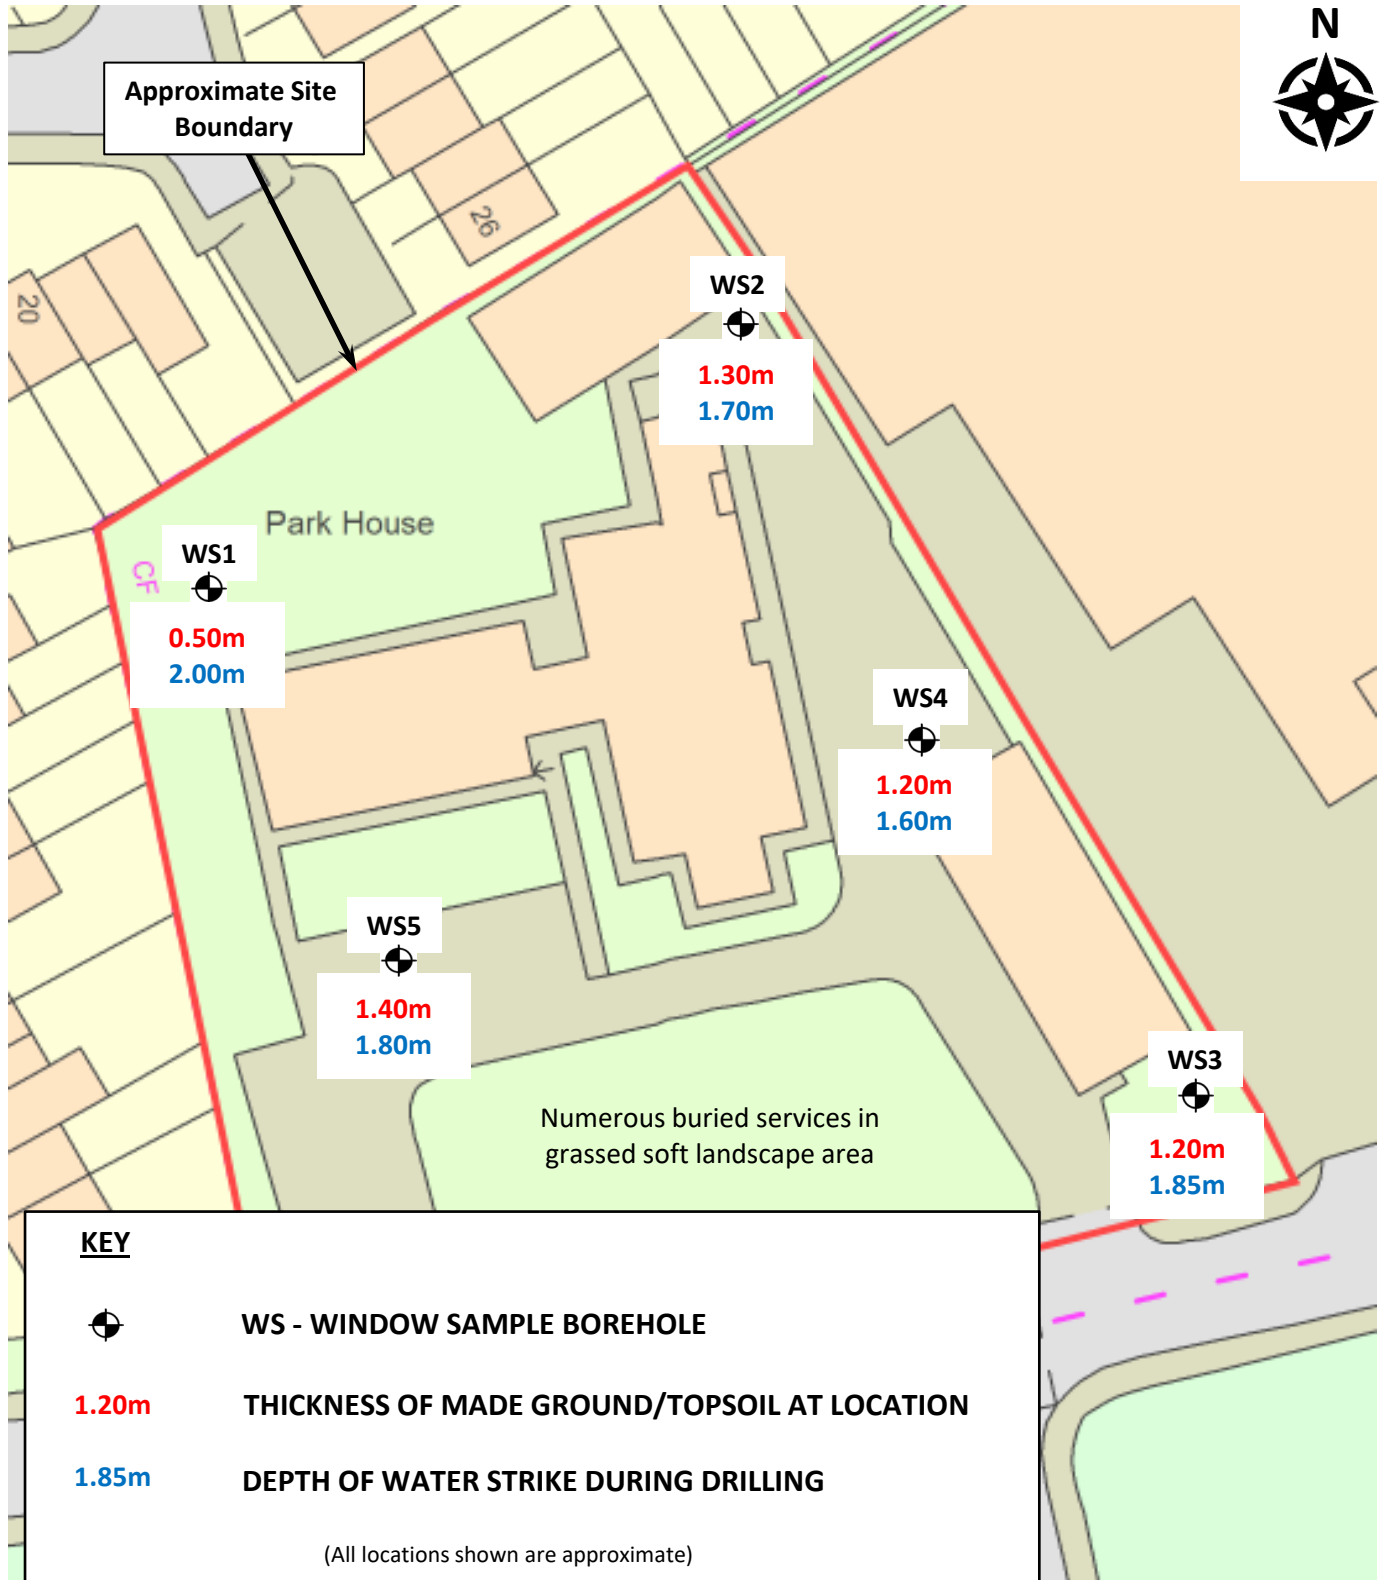 N
Approximate Site
Boundary
26
20
WS2
1.30m
1.70m
Park House
CF
WS1
0.50m
2.00m
WS4
1.20m
1.60m
WS5
1.40m
1.80m
WS3
1.20m
1.85m
Numerous buried services in
grassed soft landscape area
KEY
WS - WINDOW SAMPLE BOREHOLE
1.20m THICKNESS OF MADE GROUND/TOPSOIL AT LOCATION
1.85m DEPTH OF WATER STRIKE DURING DRILLING
(All locations shown are approximate)